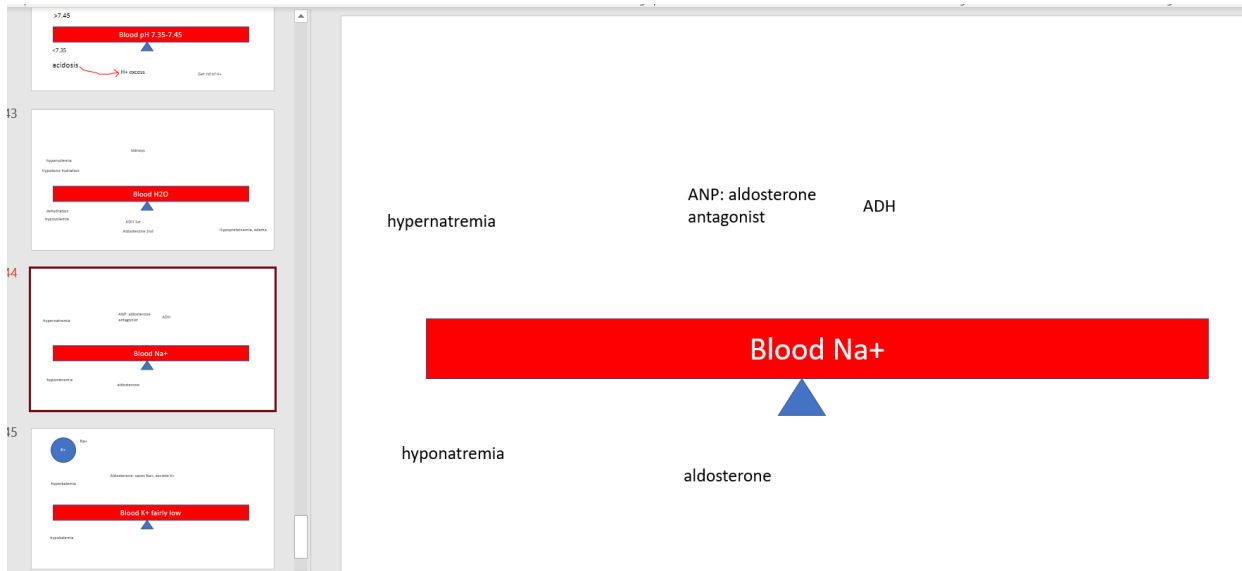 >7.45
Blood pH 7.35-7.45
<7.35
acidosis
H+ excess
Get rid of H+
43
kidneys
hypervolemia
Hypotonic hydration
Blood H2O
dehydration
hypovolemia
ADH 1st
Aldosterone 2nd
Hypoproteinemia, edema
44
ANP: aldosterone
antagonist
ADH
hypernatremia
Blood Na+
hyponatremia
aldosterone
45
Na+
K+
Aldosterone: saves Na+, excrete K+
hyperkalemia
Blood K+ fairly low
hypokalemia
ANP: aldosterone
antagonist
ADH
hypernatremia
Blood Na+
hyponatremia
aldosterone